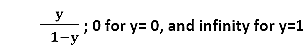 y
1−y ; 0 for y= 0, and infinity for y=1